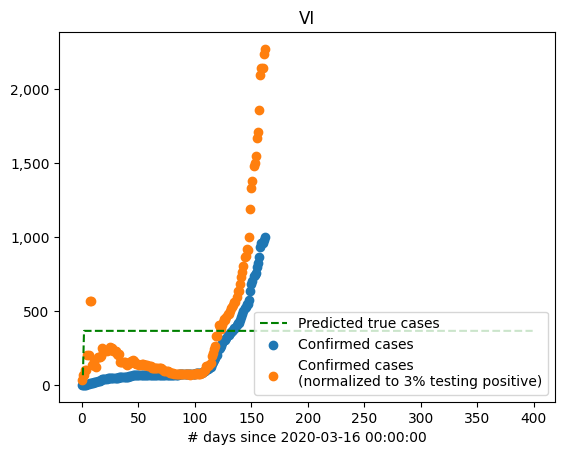 VI
2,000
1,500
1,000
500
0
Predicted true cases
Confirmed cases
Confirmed cases
(normalized to 3% testing positive)
0 50 100 150 200 250 300 350 400
# days since 2020-03-16 00:00:00